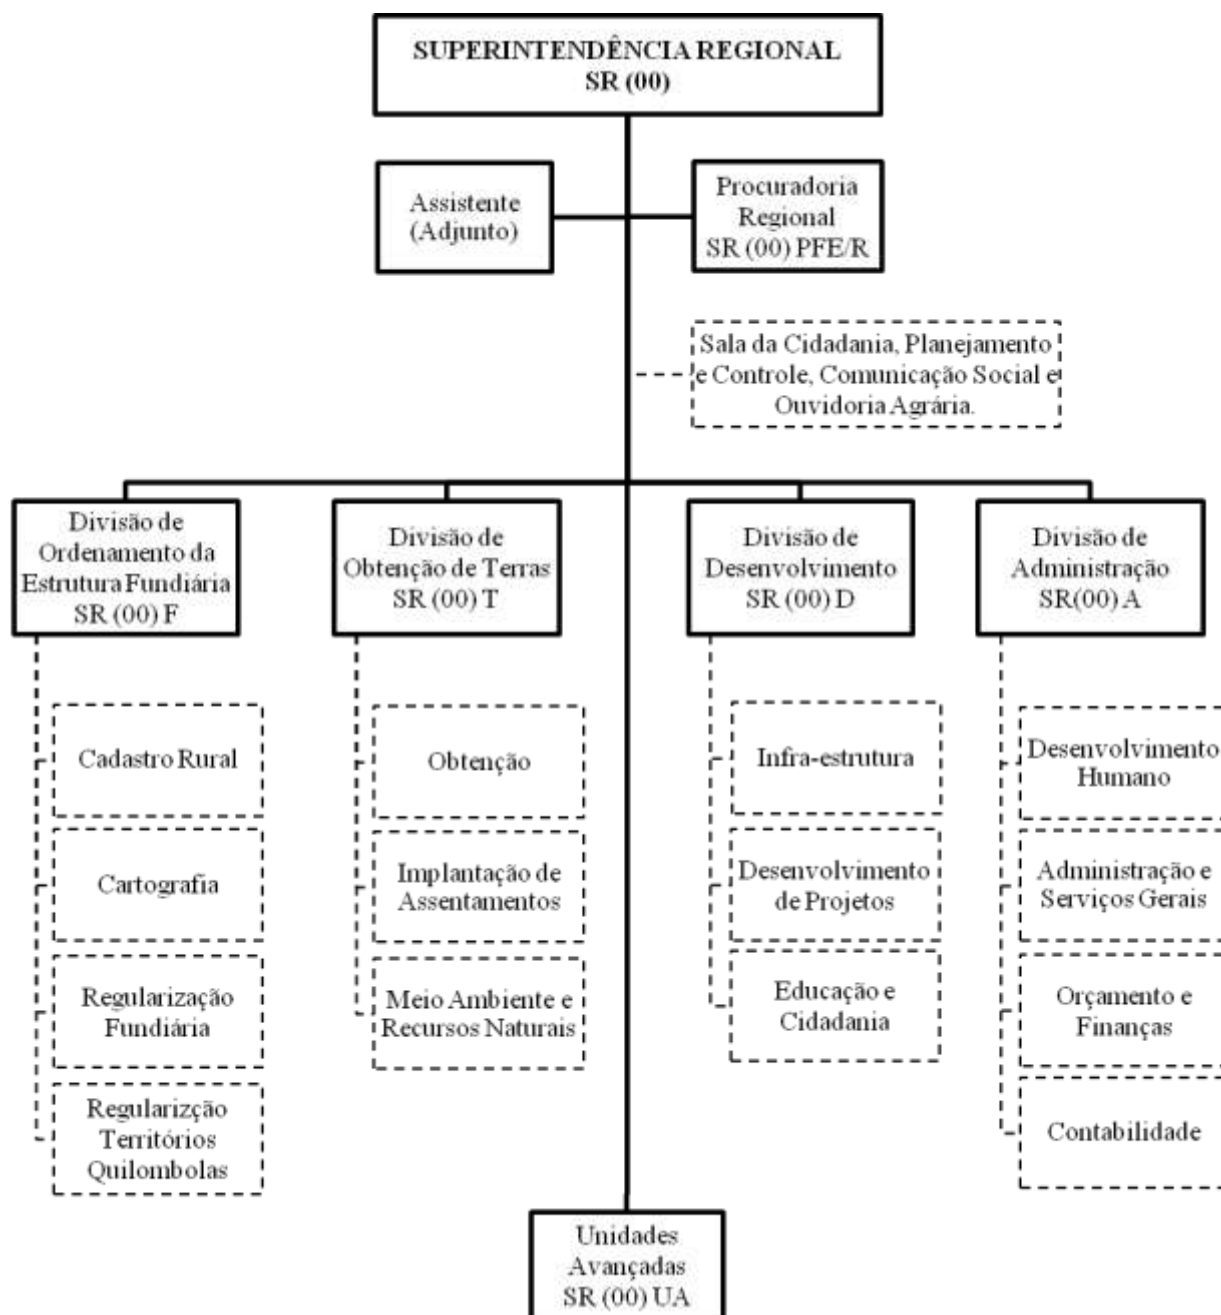 SUPERINTENDÊNCIA REGIONAL
SR (00)
Assistente
(Adjunto)
Procuradoria
Regional
SR (00) PFE/R
Sala da Cidadania, Planejamento
e Controle, Comunicação Social e
Ouvidoria Agrária.
Divisão de
Ordenamento da
Estrutura Fundiária
SR (00) F
Divisão de
Obtenção de Terras
SR (00) T
Divisão de
Desenvolvimento
SR (00) D
Divisão de
Administração
SR(00) A
Cadastro Rural
Cartografia
Regularização
Fundiária
Regularizção
Territórios
Quilombolas
Obtenção
Implantação de
Assentamentos
Meio Ambiente e
Recursos Naturais
Infra-estrutura
Desenvolvimento
de Projetos
Educação e
Cidadania
Desenvolvimento
Humano
Administração e
Serviços Gerais
Orçamento e
Finanças
Contabilidade
Unidades
Avançadas
SR (00) UA